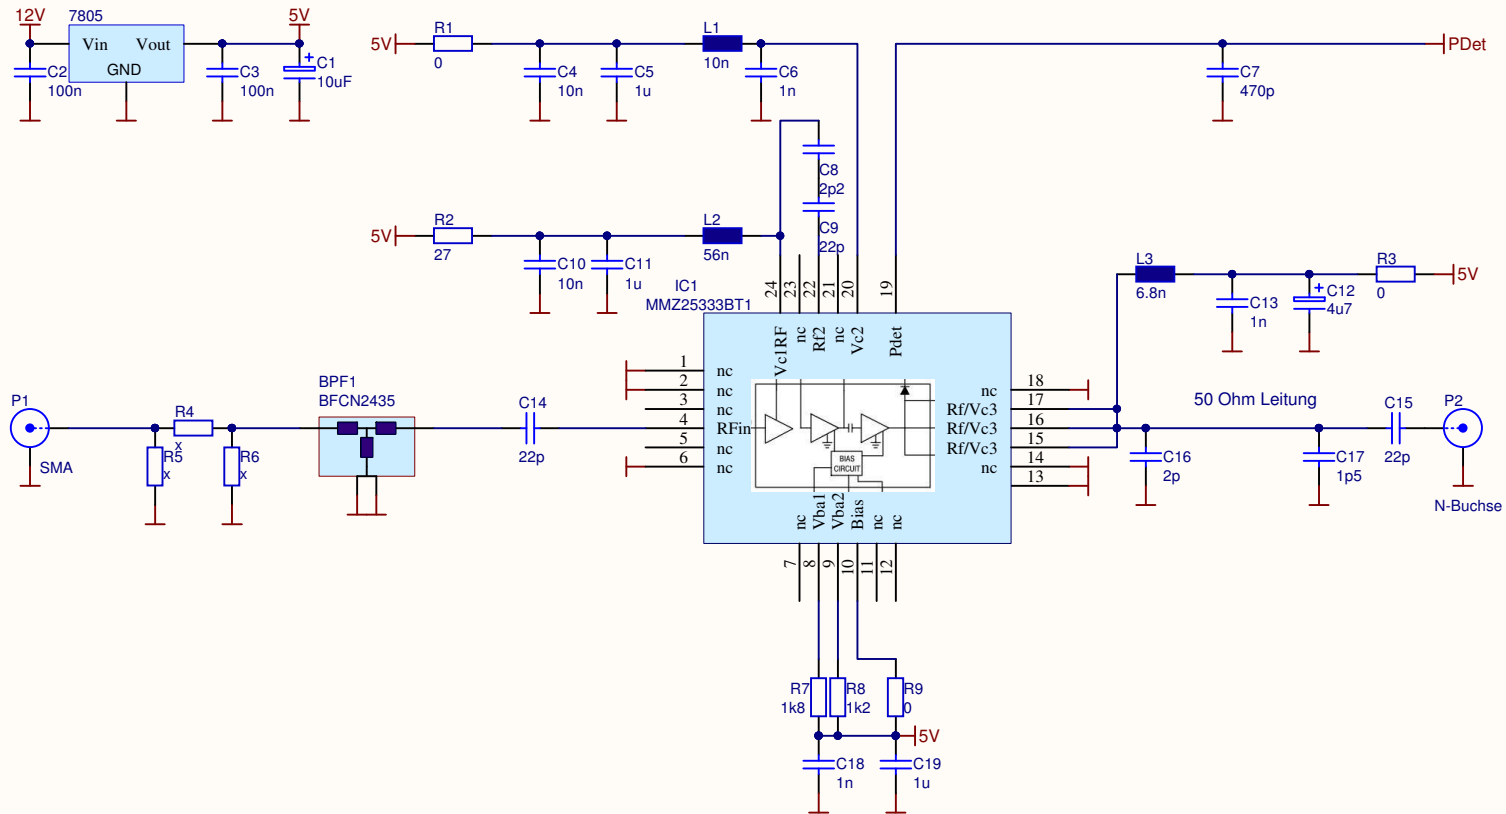 12V
7805
5V
Vin
Vout
GND
C2
100n
C3
100n
C1
+
10uF
5V
R1
0
C4
10n
C5
1u
L1
10n
C6
1n
C7
470p
PDet
C8
2p2
C9
22p
5V
R2
27
C10
10n
C11
1u
L2
56n
IC1
MMZ25333BT1
24
23
22
21
20
19
Vc1RF
nc
Rf2
nc
Vc2
Pdet
L3
6.8n
C13
1n
+
C12
4u7
R3
0
5V
1
nc
2
nc
3
nc
4
RFin
5
nc
6
nc
18
nc
17
Rf/Vc3
16
Rf/Vc3
15
Rf/Vc3
14
nc
13
BIAS
CIRCUIT
P1
SMA
R4
x
R5
x
R6
x
BPF1
BFCN2435
C14
22p
50 Ohm Leitung
C16
2p
C17
1p5
C15
22p
P2
N-Buchse
nc
Vba1
Vba2
Bias
nc
nc
7
8
9
10
11
12
R7
1k8
R8
1k2
R9
0
5V
C18
1n
C19
1u